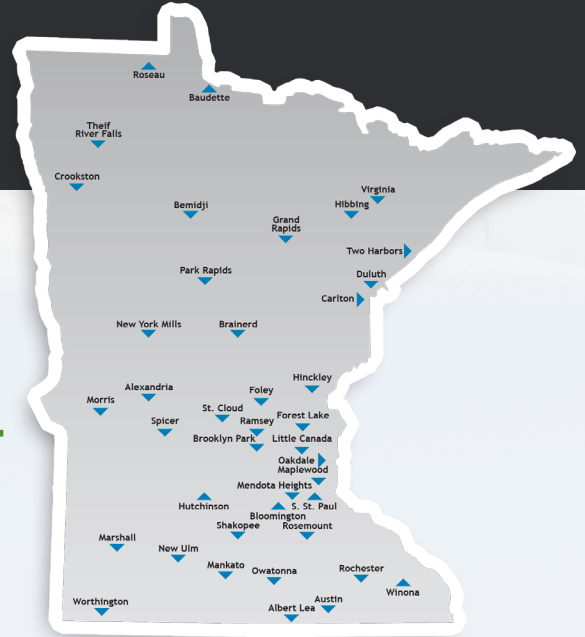 Roseau
Baudette
Theif
River Falls
Crookston
Virginia
Bemidji
Hibbing
Grand
Rapids
Two Harbors
Park Rapids
Duluth
Carlton
New York Mills
Brainerd
Hinckley
Alexandria
Foley
Morris
St. Cloud
Forest Lake
Spicer
Ramsey
Brooklyn Park
Little Canada
Oakdale
Maplewood
Mendota Heights
Hutchinson
S. St. Paul
Bloomington
Shakopee
Rosemount
Marshall
New Ulm
Mankato
Owatonna
Rochester
Winona
Worthington
Albert Lea
Austin